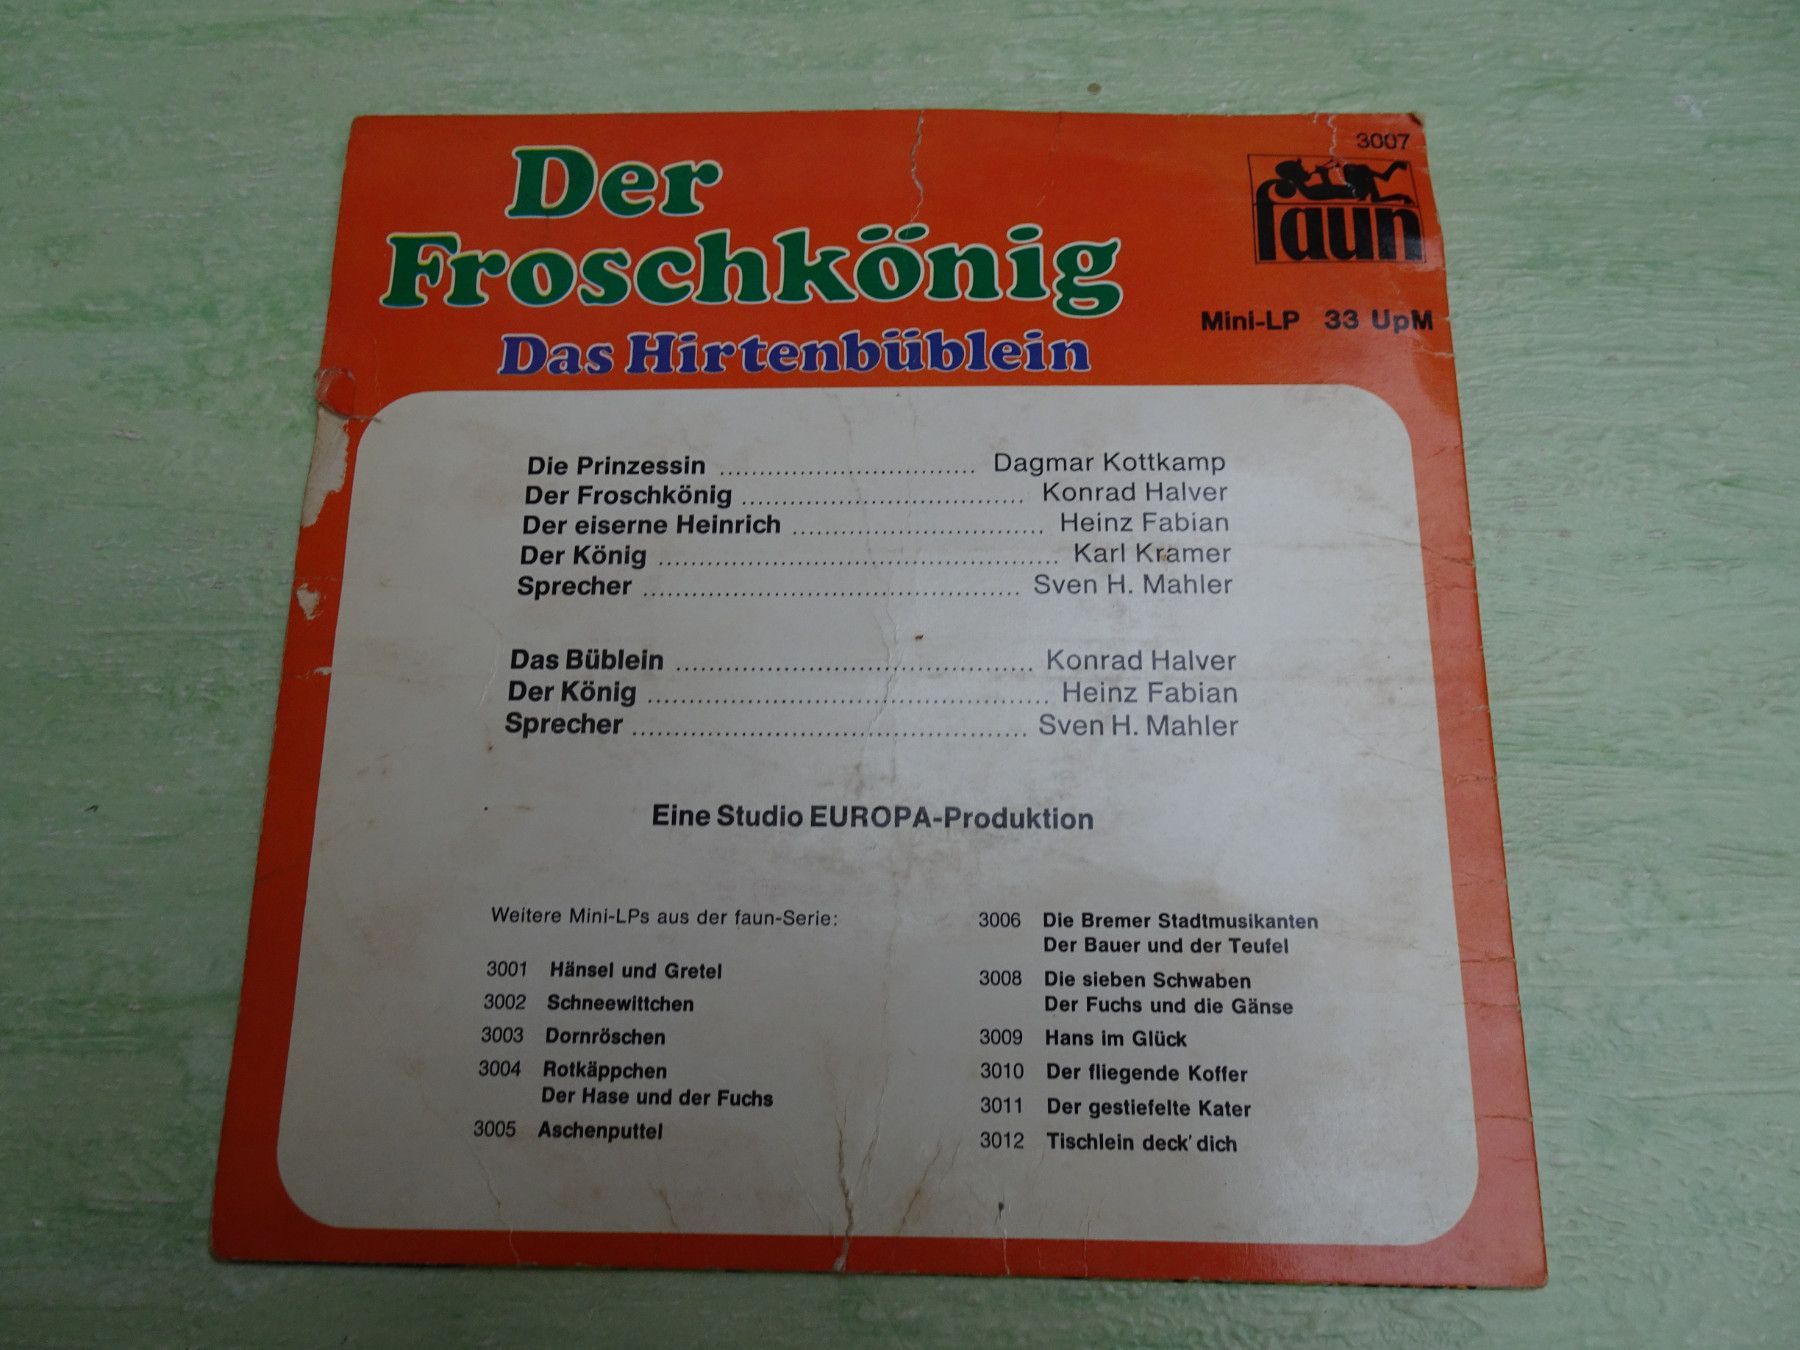 3007
faun
Mini-LP 33 UpM
Der
Froschkönig
Das Hirtenbüblein
Die Prinzessin ................................ Dagmar Kottkamp
Der Froschkönig ................................... Konrad Halver
Der eiserne Heinrich ............................... Heinz Fabian
Der König ................................................. Karl Kramer
Sprecher .............................................. Sven H. Mahler
Das Büblein ............................................ Konrad Halver
Der König ................................................. Heinz Fabian
Sprecher ................................................ Sven H. Mahler
Eine Studio EUROPA-Produktion
Weitere Mini-LPs aus der faun-Serie:
3001 Hänsel und Gretel
3002 Schneewittchen
3003 Dornröschen
3004 Rotkäppchen
Der Hase und der Fuchs
3005 Aschenputtel
3006 Die Bremer Stadtmusikanten
Der Bauer und der Teufel
3008 Die sieben Schwaben
Der Fuchs und die Gänse
3009 Hans im Glück
3010 Der fliegende Koffer
3011 Der gestiefelte Kater
3012 Tischlein deck' dich